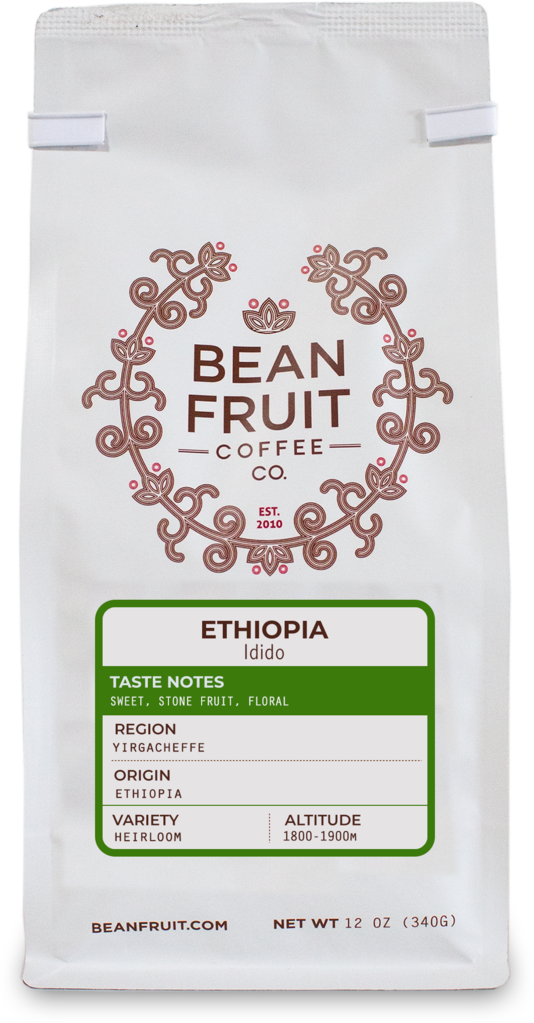 BEAN
FRUIT
COFFEE
CO.
EST.
2010
ETHIOPIA
Idido
TASTE NOTES
SWEET, STONE FRUIT, FLORAL
REGION
YIRGACHEFFE
ORIGIN
ETHIOPIA
VARIETY
HEIRLOOM
ALTITUDE
1800-1900M
BEANFRUIT.COM
NET WT 12 OZ (340G)